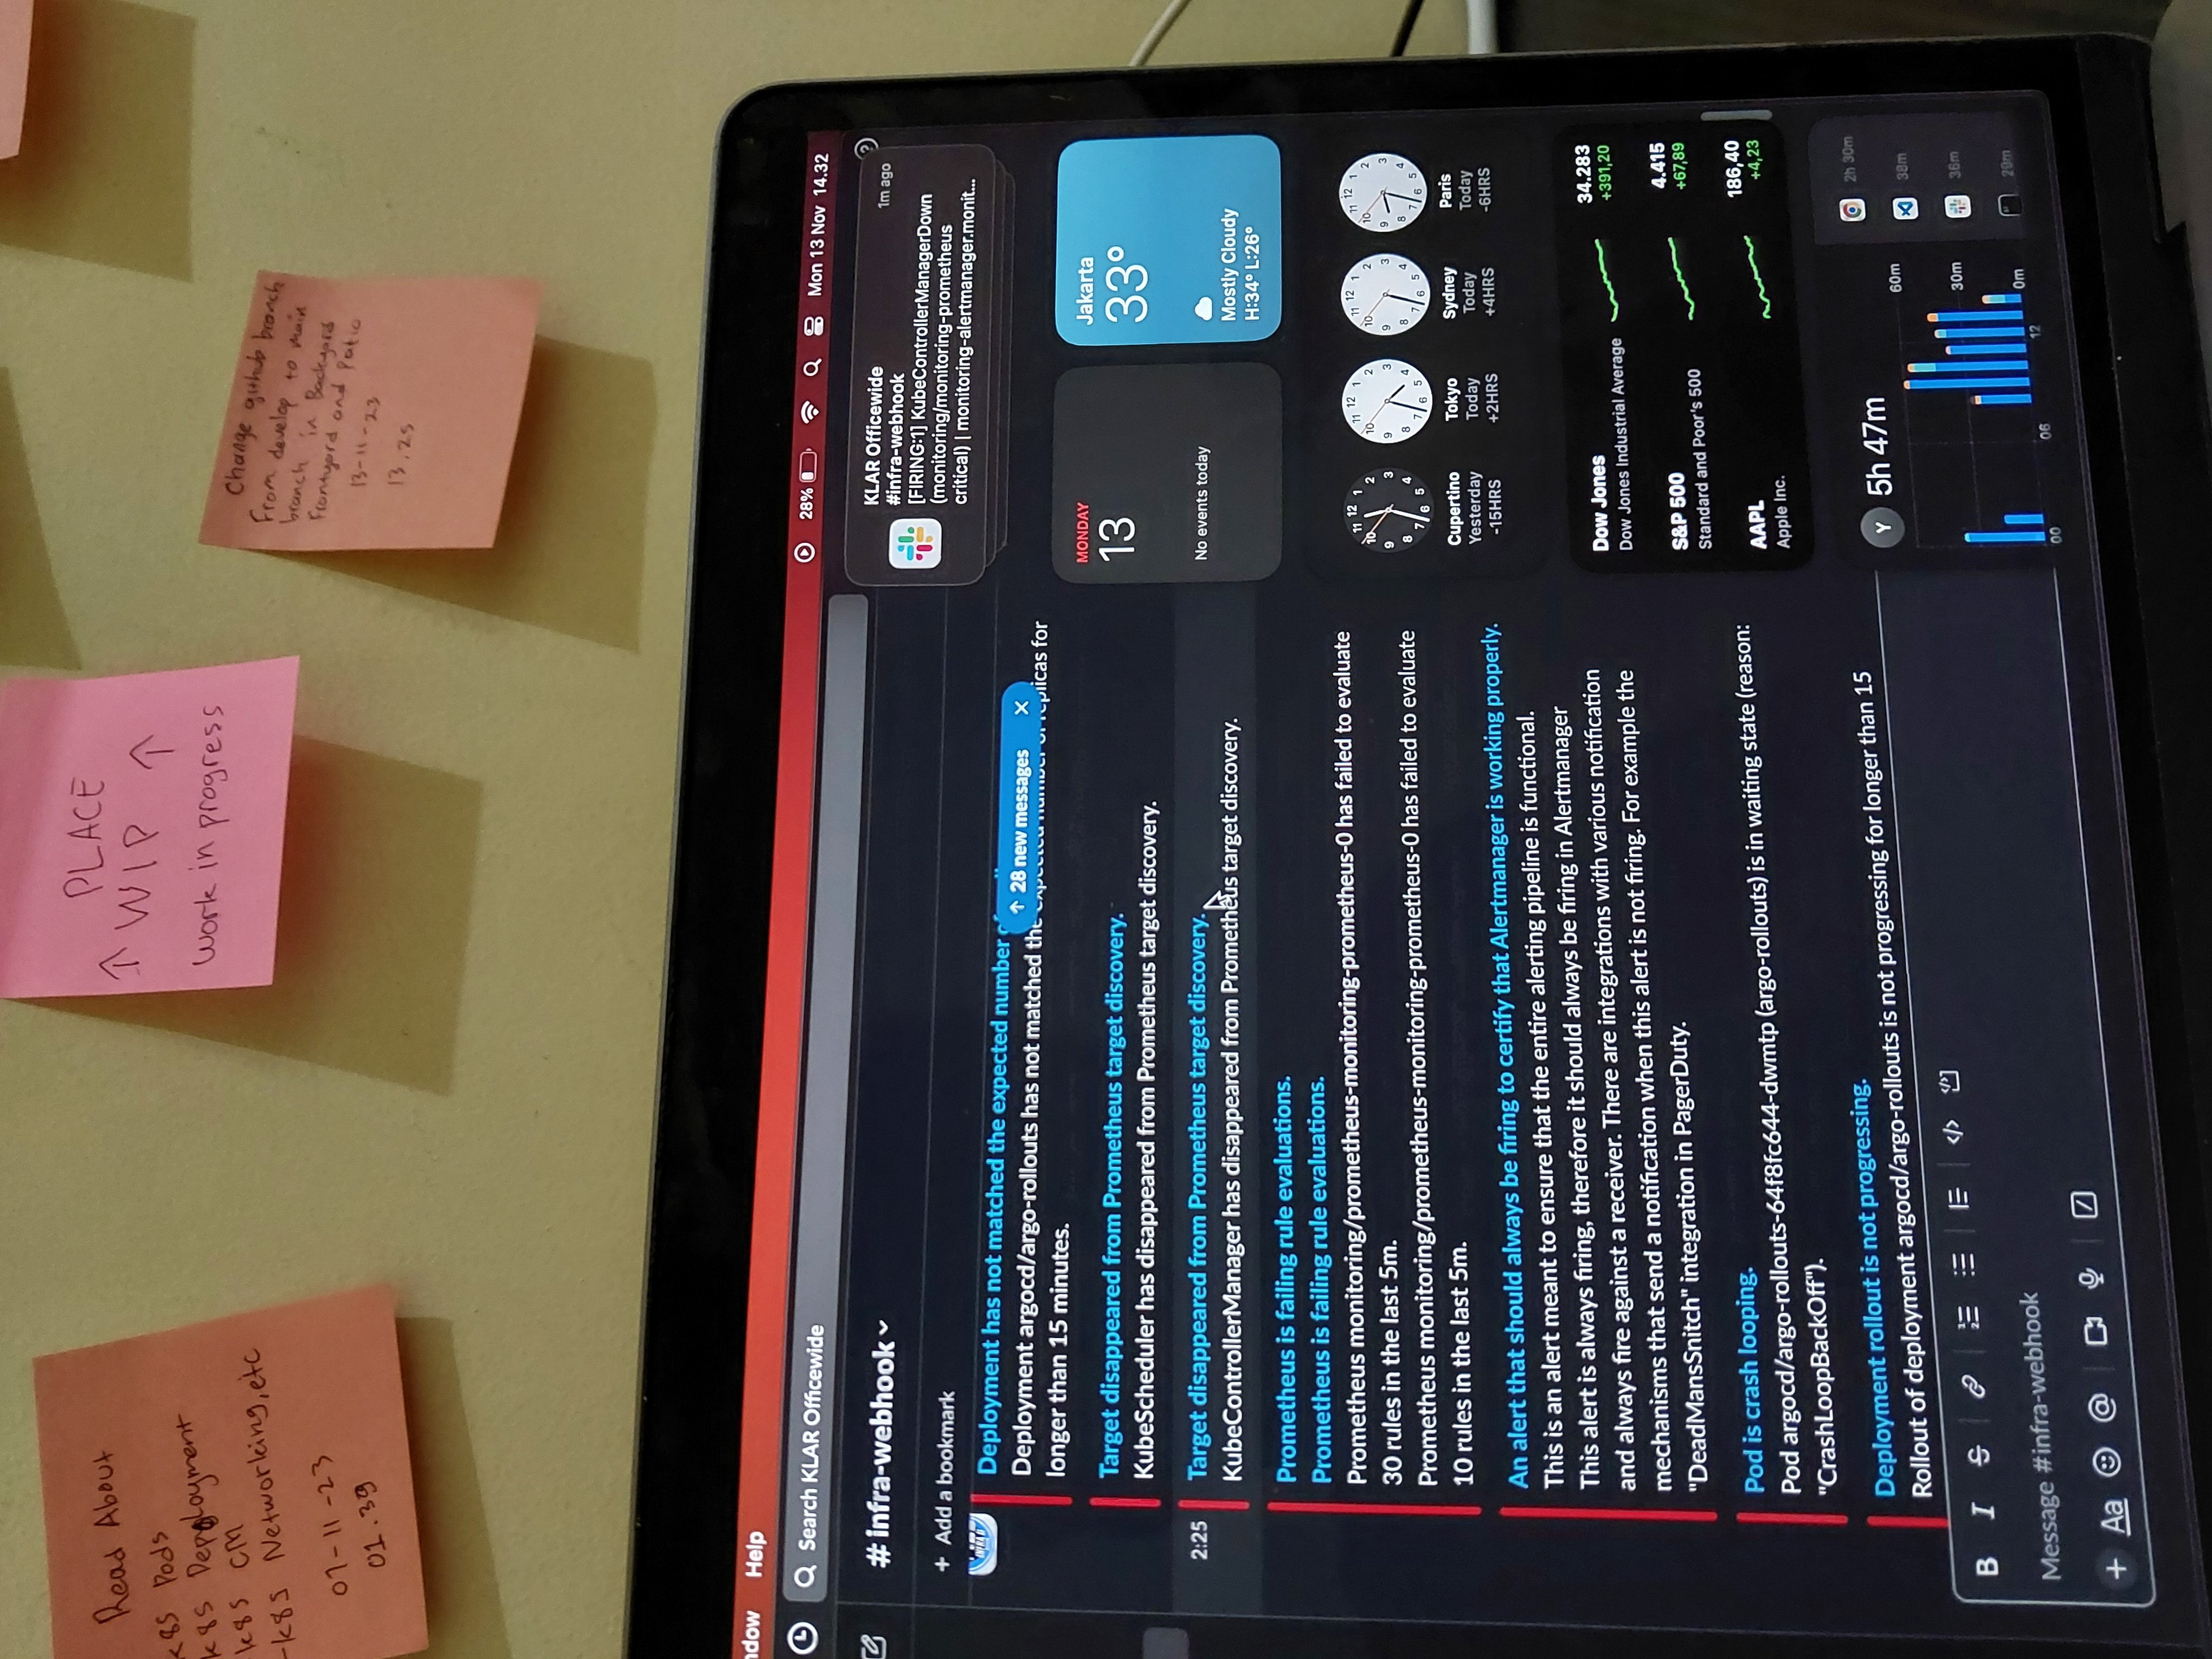 Read About
k8s Pods
k8s Depployment
-k8s CM
-k8s Networking,etc
07-11-23
01.39
PLACE
↑ WIP ↑
work in progress
Change github branch
From develop to main
branch in Backyard
Frontyard and Patio
13-11-23
13.25
ndow Help
28% Mon 13 Nov 14.32
Search KLAR Officewide
# infra-webhook
+ Add a bookmark
28 new messages
Deployment has not matched the expected number
Deployment argocd/argo-rollouts has not matched the expected number of replicas for
longer than 15 minutes.
Target disappeared from Prometheus target discovery.
KubeScheduler has disappeared from Prometheus target discovery.
2:25
Target disappeared from Prometheus target discovery.
KubeControllerManager has disappeared from Prometheus target discovery.
Prometheus is failing rule evaluations.
Prometheus is failing rule evaluations.
Prometheus monitoring/prometheus-monitoring-prometheus-0 has failed to evaluate
30 rules in the last 5m.
Prometheus monitoring/prometheus-monitoring-prometheus-0 has failed to evaluate
10 rules in the last 5m.
An alert that should always be firing to certify that Alertmanager is working properly.
This is an alert meant to ensure that the entire alerting pipeline is functional.
This alert is always firing, therefore it should always be firing in Alertmanager
and always fire against a receiver. There are integrations with various notification
mechanisms that send a notification when this alert is not firing. For example the
"DeadMansSnitch" integration in PagerDuty.
Pod is crash looping.
Pod argocd/argo-rollouts-64f8fc644-dwmtp (argo-rollouts) is in waiting state (reason:
"CrashLoopBackOff").
Deployment rollout is not progressing.
Rollout of deployment argocd/argo-rollouts is not progressing for longer than 15
B I S
Message #infra-webhook
+ Aa @
KLAR Officewide
1m ago
#infra-webhook
[FIRING:1] KubeControllerManagerDown
(monitoring/monitoring-prometheus
critical) | monitoring-alertmanager.monit...
MONDAY
13
No events today
Jakarta
33°
Mostly Cloudy
H:34° L:26°
Cupertino
Yesterday
-15HRS
Tokyo
Today
+2HRS
Sydney
Today
+4HRS
Paris
Today
-6HRS
Dow Jones
Dow Jones Industrial Average
34.283
+391,20
S&P 500
Standard and Poor's 500
4.415
+67,89
AAPL
Apple Inc.
186,40
+4,23
Y 5h 47m
60m
30m
0m
00 06 12
2h 30m
38m
36m
29m